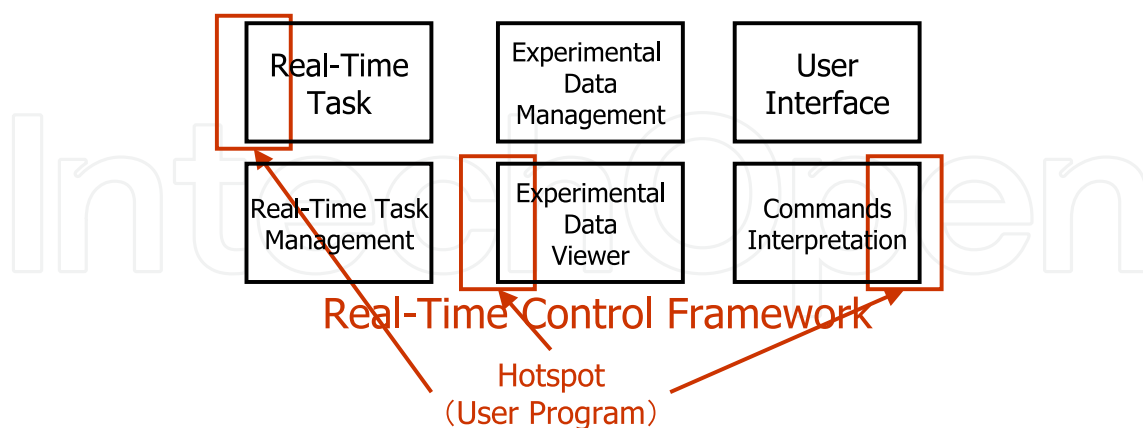 Real-Time
Task
Experimental
Data
Management
User
Interface
Real-Time Task
Management
Experimental
Data
Viewer
Commands
Interpretation
Real-Time Control Framework
Hotspot
（User Program）
IntechOpen